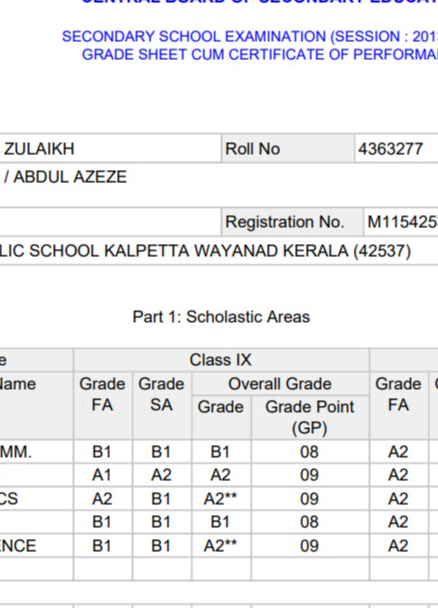 SECONDARY SCHOOL EXAMINATION (SESSION : 201
GRADE SHEET CUM CERTIFICATE OF PERFORMA
ZULAIKH Roll No 4363277
/ ABDUL AZEZE
Registration No. M115425
LIC SCHOOL KALPETTA WAYANAD KERALA (42537)
Part 1: Scholastic Areas
e Class IX
Name Grade FA Grade SA Overall Grade Grade FA
Grade Grade Point (GP)
MM. B1 B1 B1 08 A2
A1 A2 A2 09 A2
CS A2 B1 A2** 09 A2
B1 B1 B1 08 A2
ENCE B1 B1 A2** 09 A2